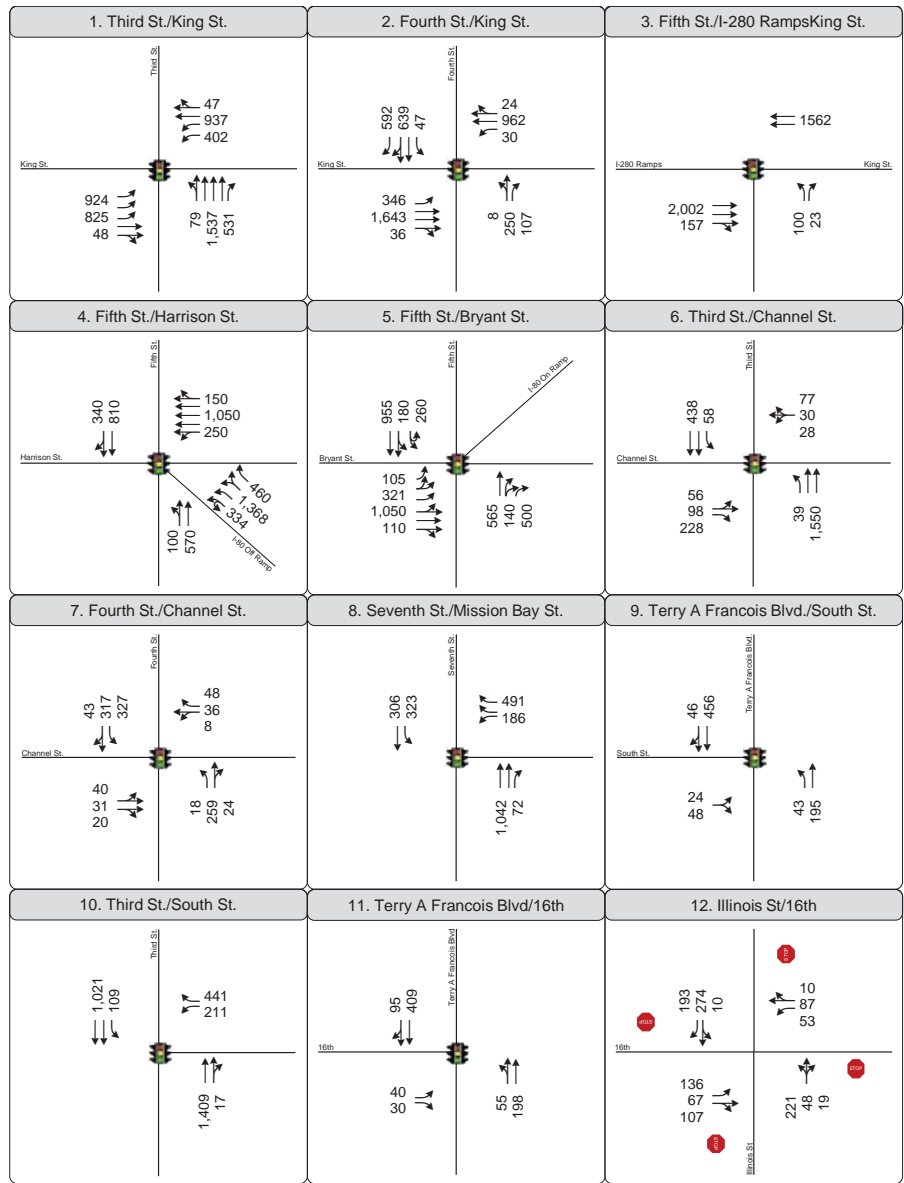 1. Third St./King St.
Third St.
47
937
402
King St.
924
825
48
79
1,537
531
2. Fourth St./King St.
Fourth St.
592
639
47
24
962
30
King St.
346
1,643
36
8
250
107
3. Fifth St./I-280 RampsKing St.
1562
I-280 Ramps
King St.
2,002
157
100
23
4. Fifth St./Harrison St.
Fifth St.
340
810
150
1,050
250
Harrison St.
460
1,368
334
100
570
I-80 Off Ramp
5. Fifth St./Bryant St.
Fifth St.
I-80 On Ramp
955
180
260
Bryant St.
105
321
1,050
110
565
140
500
6. Third St./Channel St.
Third St.
438
58
77
30
28
Channel St.
56
98
228
39
1,550
7. Fourth St./Channel St.
Fourth St.
43
317
327
48
36
8
Channel St.
40
31
20
18
259
24
8. Seventh St./Mission Bay St.
Seventh St.
306
323
491
186
1,042
72
9. Terry A Francois Blvd./South St.
Terry A Francois Blvd.
46
456
South St.
24
48
43
195
10. Third St./South St.
Third St.
1,021
109
441
211
1,409
17
11. Terry A Francois Blvd/16th
Terry A Francois Blvd
95
409
16th
40
30
55
198
12. Illinois St/16th
STOP
193
274
10
10
87
53
STOP
16th
STOP
136
67
107
221
48
19
STOP
Illinois St